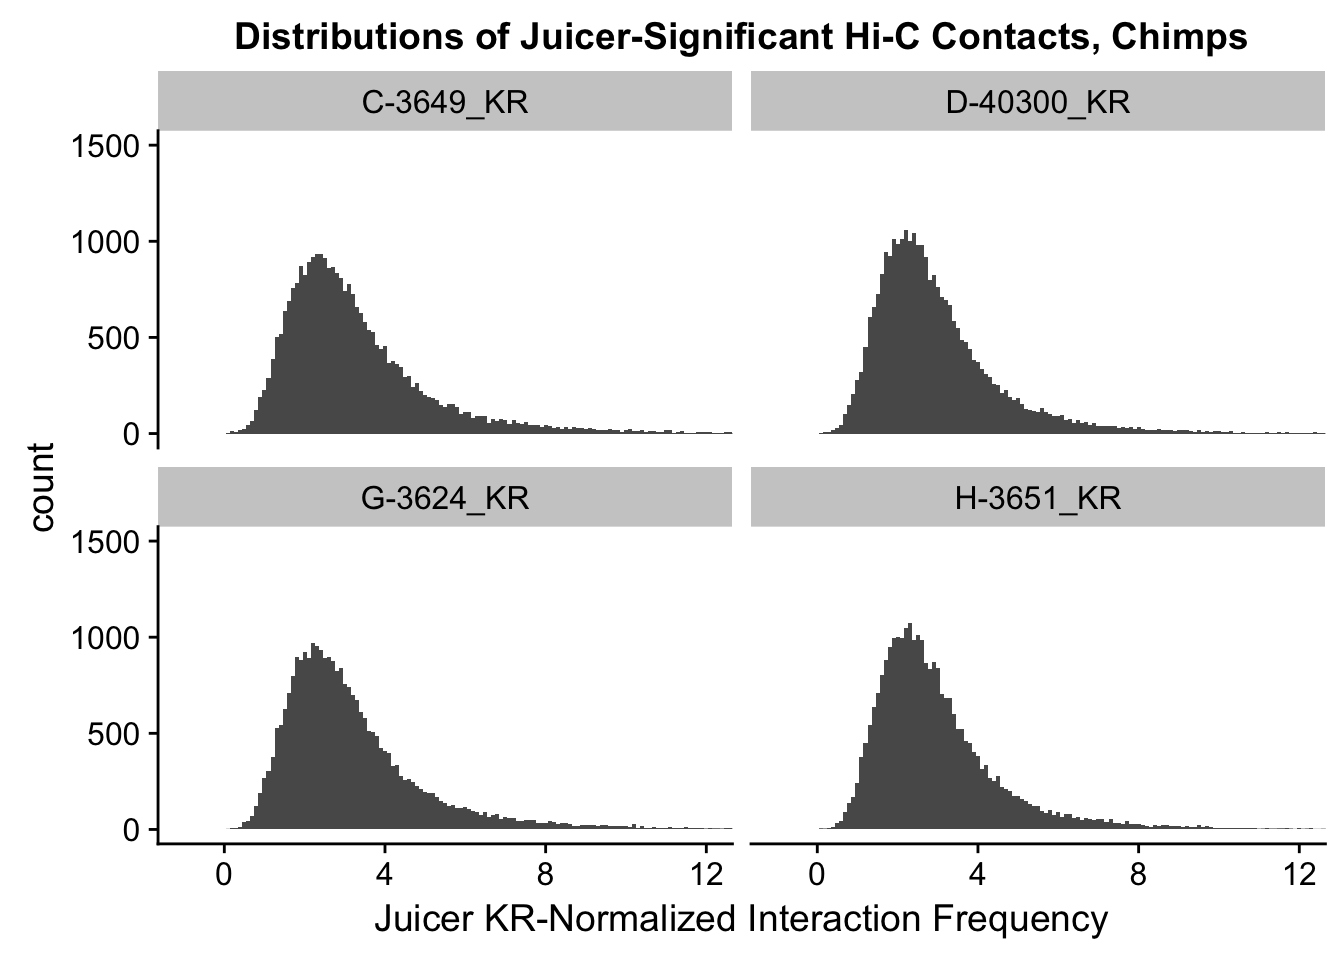 Distributions of Juicer-Significant Hi-C Contacts, Chimps
C-3649_KR
D-40300_KR
1500
1000
500
0
count
G-3624_KR
H-3651_KR
1500
1000
500
0
0 4 8 12
0 4 8 12
Juicer KR-Normalized Interaction Frequency